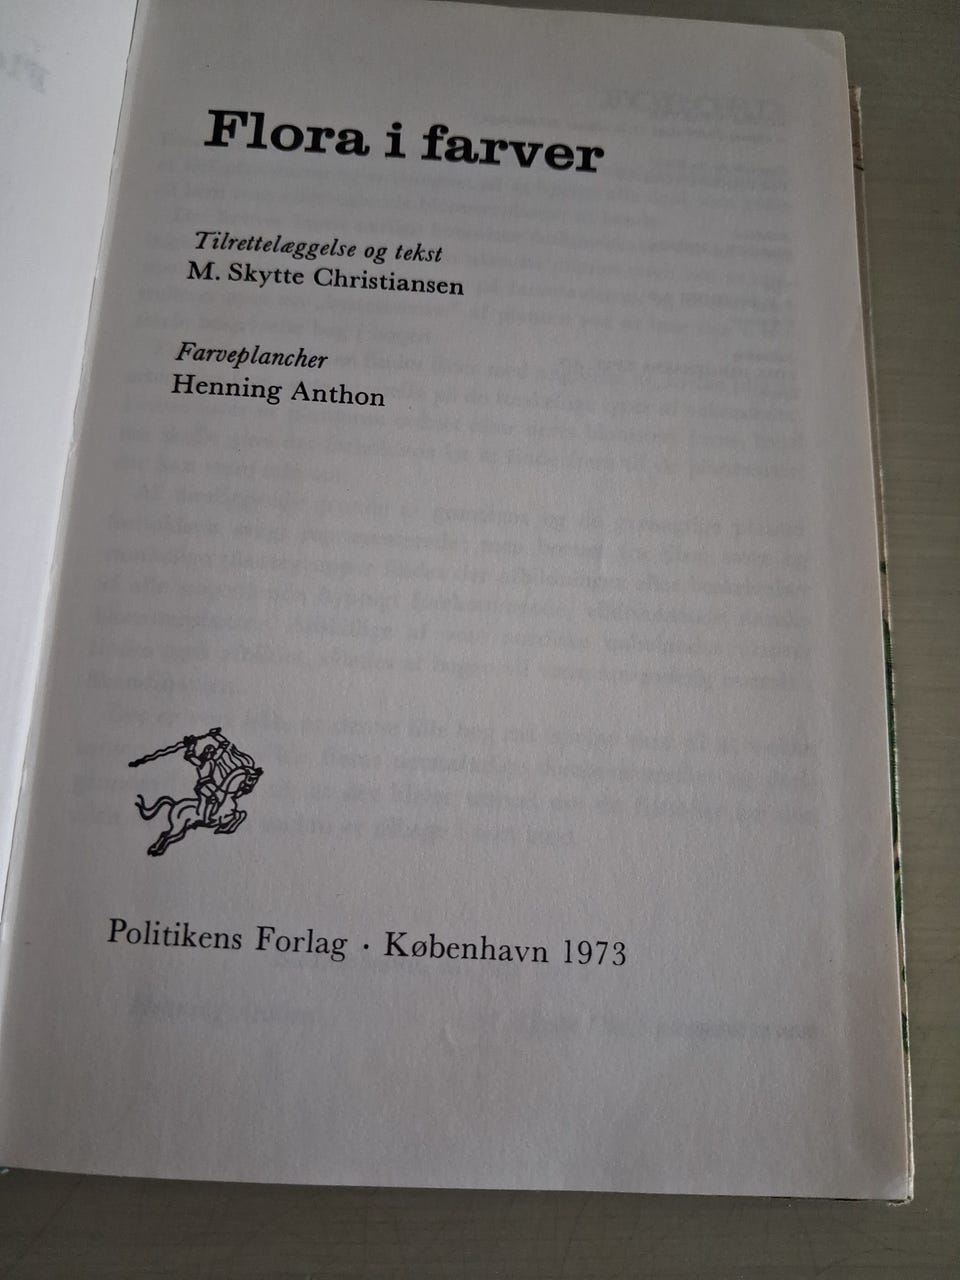 Flora i farver
Tilrettelæggelse og tekst
M. Skytte Christiansen
Farveplancher
Henning Anthon
Politikens Forlag · København 1973